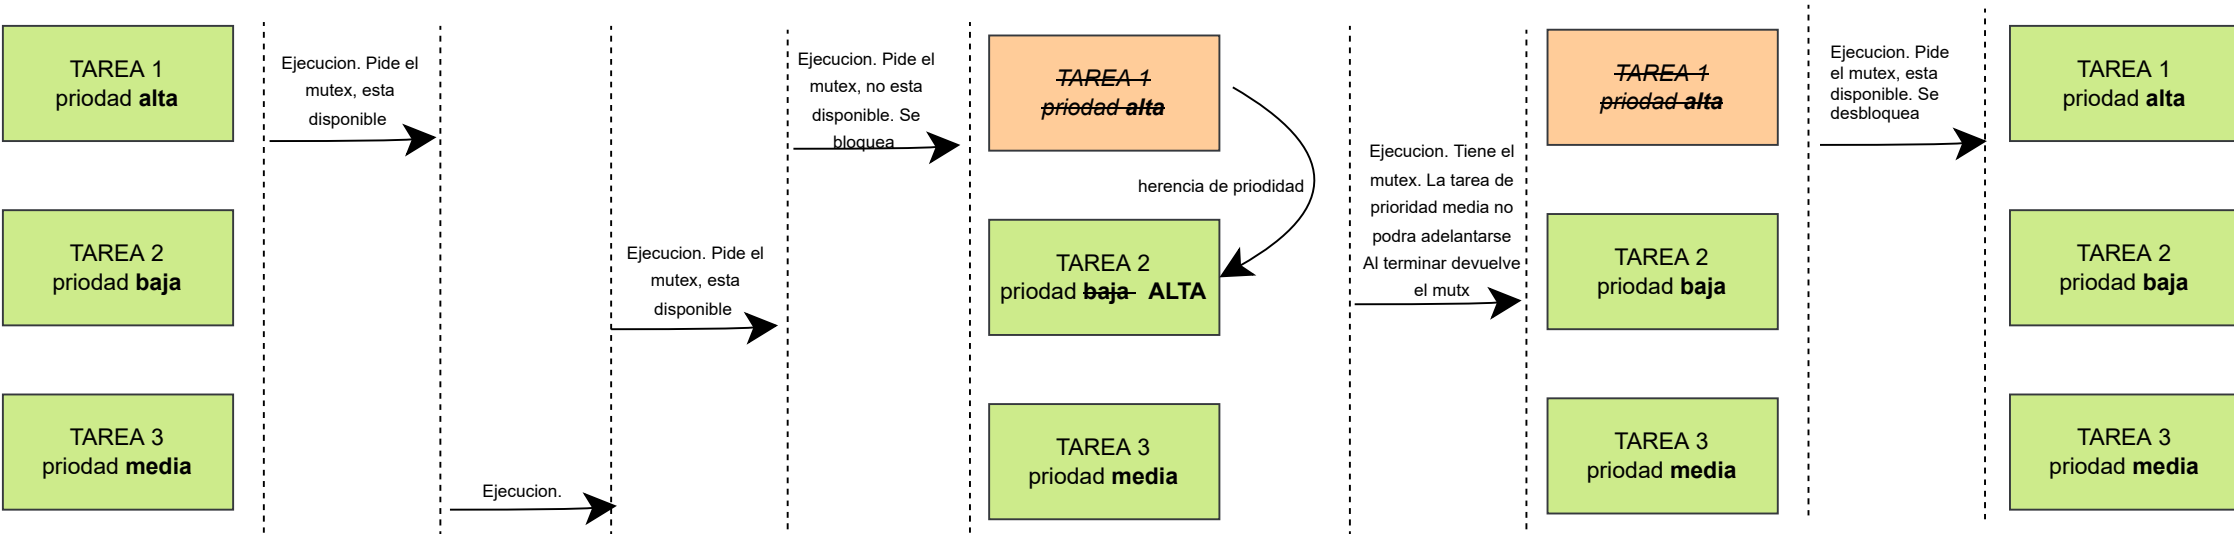 TAREA 1
priodad alta
TAREA 2
priodad baja
TAREA 3
priodad media
Ejecucion. Pide el
mutex, esta
disponible
Ejecucion.
Ejecucion. Pide el
mutex, esta
disponible
Ejecucion. Pide el
mutex, no esta
disponible. Se
bloquea
TAREA 1
priodad alta
herencia de priodidad
TAREA 2
priodad baja ALTA
TAREA 3
priodad media
Ejecucion. Tiene el
mutex. La tarea de
prioridad media no
podra adelantarse
Al terminar devuelve
el mutx
TAREA 1
priodad alta
TAREA 2
priodad baja
TAREA 3
priodad media
Ejecucion. Pide
el mutex, esta
disponible. Se
desbloquea
TAREA 1
priodad alta
TAREA 2
priodad baja
TAREA 3
priodad media